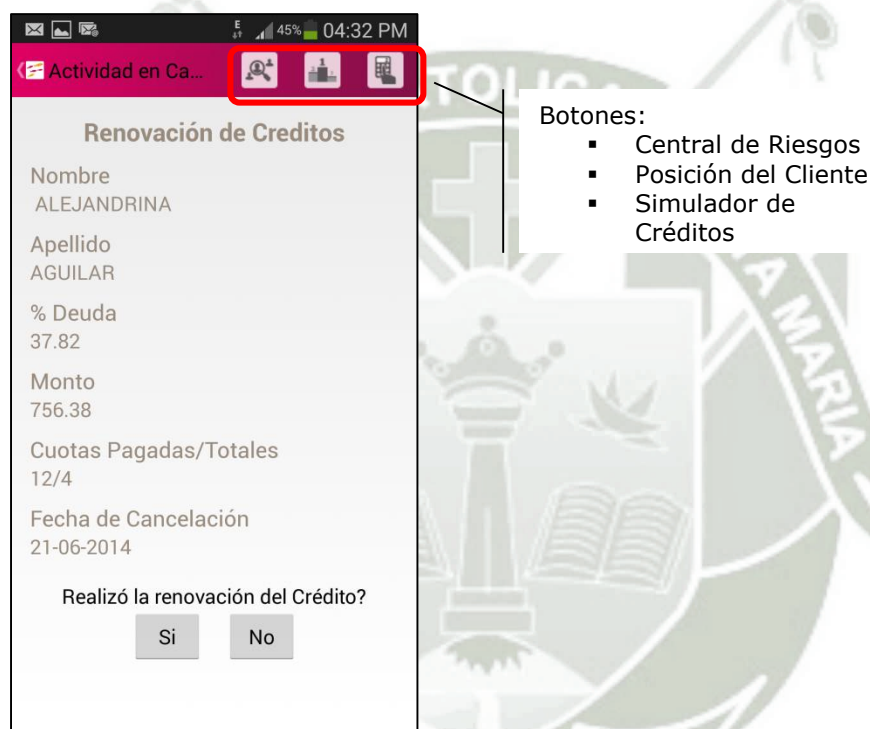 E 45% 04:32 PM
Actividad en Ca...
Renovación de Creditos
Nombre
ALEJANDRINA
Apellido
AGUILAR
% Deuda
37.82
Monto
756.38
Cuotas Pagadas/Totales
12/4
Fecha de Cancelación
21-06-2014
Realizó la renovación del Crédito?
Si No
Botones:
▪ Central de Riesgos
▪ Posición del Cliente
▪ Simulador de
Créditos
CATOLICA
MARIA